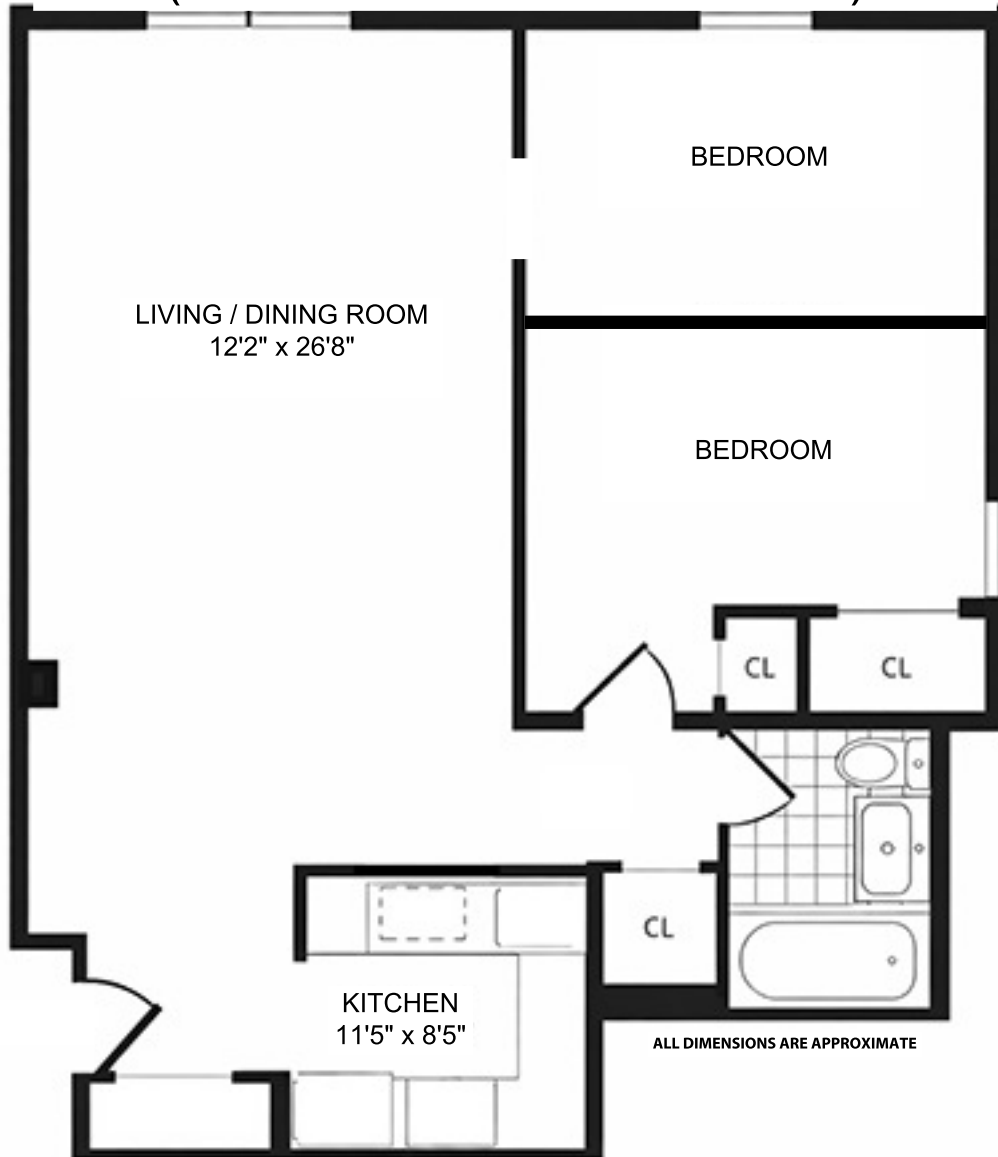 BEDROOM
LIVING / DINING ROOM
12'2" x 26'8"
BEDROOM
CL
CL
CL
KITCHEN
11'5" x 8'5"
ALL DIMENSIONS ARE APPROXIMATE